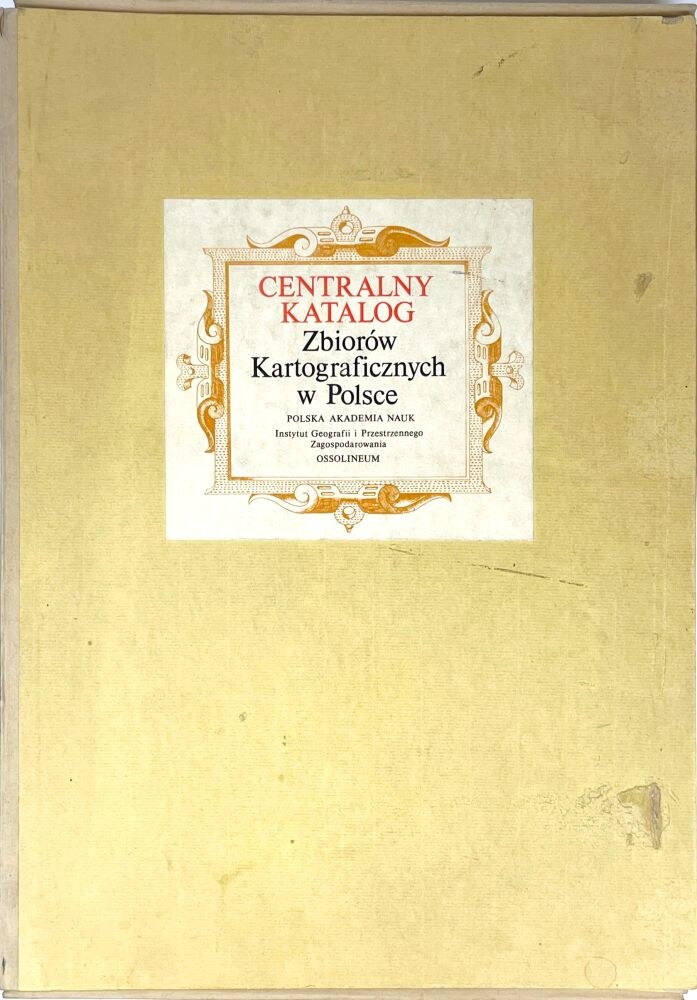 CENTRALNY
KATALOG
Zbiorów
Kartograficznych
w Polsce
POLSKA AKADEMIA NAUK
Instytut Geografii i Przestrzennego
Zagospodarowania
OSSOLINEUM